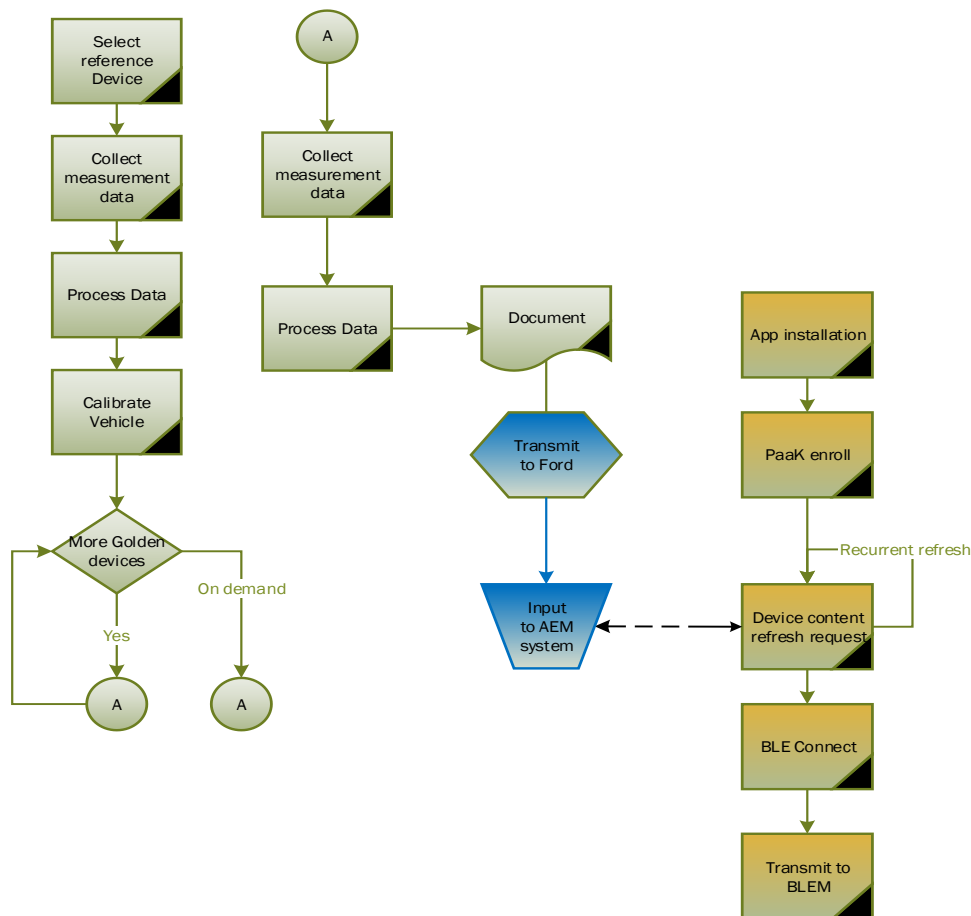 Select
reference
Device
Collect
measurement
data
Process Data
Calibrate
Vehicle
More Golden
devices
Yes
On demand
A
A
A
Collect
measurement
data
Process Data
Document
Transmit
to Ford
Input
to AEM
system
App installation
PaaK enroll
Recurrent refresh
Device content
refresh request
BLE Connect
Transmit to
BLEM